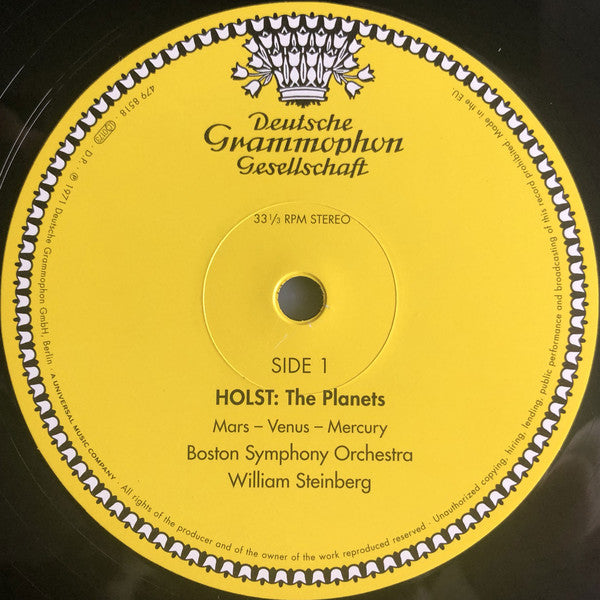 Deutsche
Grammophon
Gesellschaft
33 1/3 RPM STEREO
SIDE 1
HOLST: The Planets
Mars – Venus – Mercury
Boston Symphony Orchestra
William Steinberg
479 8518 · D.P. · ℗ 1971 Deutsche Grammophon GmbH, Berlin · A UNIVERSAL MUSIC COMPANY · All rights of the producer and of the owner of the work reproduced reserved · Unauthorized copying, hiring, lending, public performance and broadcasting of this record prohibited. Made in the EU